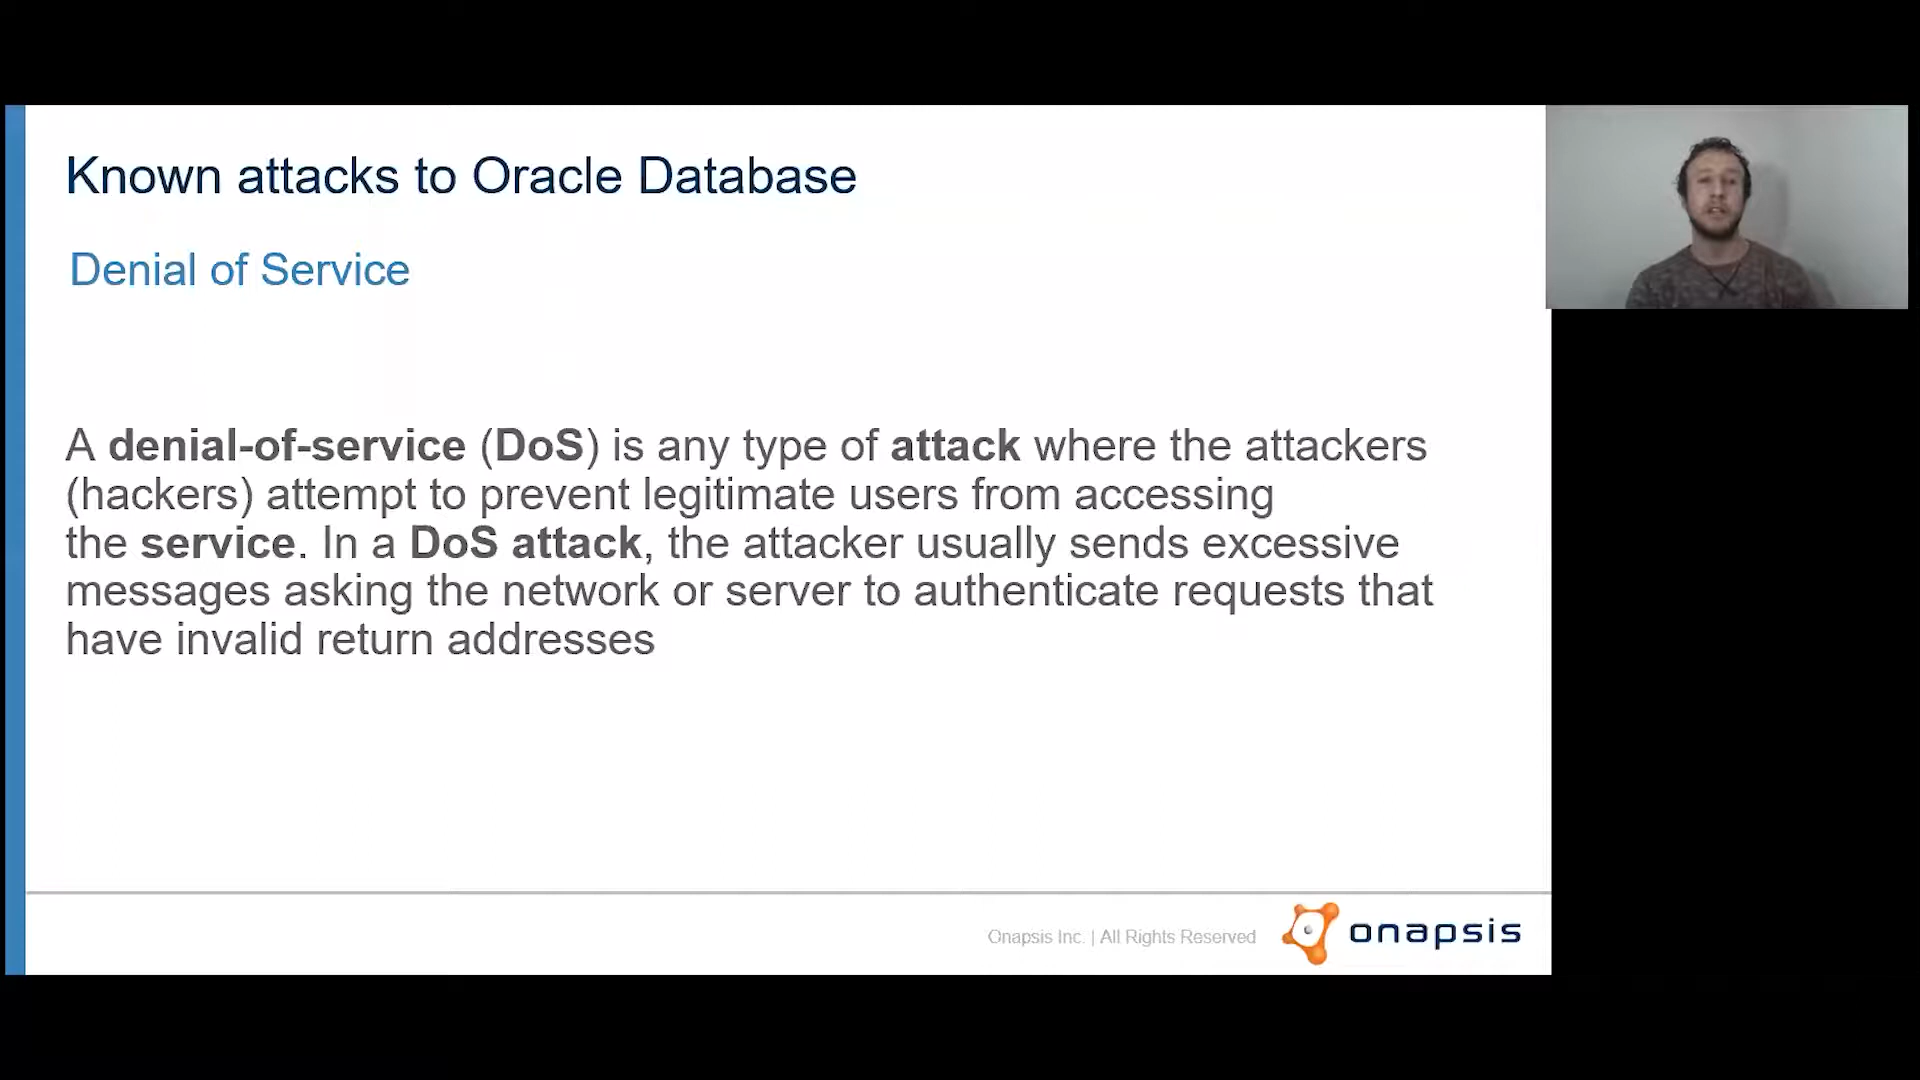 Known attacks to Oracle Database
Denial of Service
A denial-of-service (DoS) is any type of attack where the attackers
(hackers) attempt to prevent legitimate users from accessing
the service. In a DoS attack, the attacker usually sends excessive
messages asking the network or server to authenticate requests that
have invalid return addresses
Onapsis Inc. | All Rights Reserved
onapsis